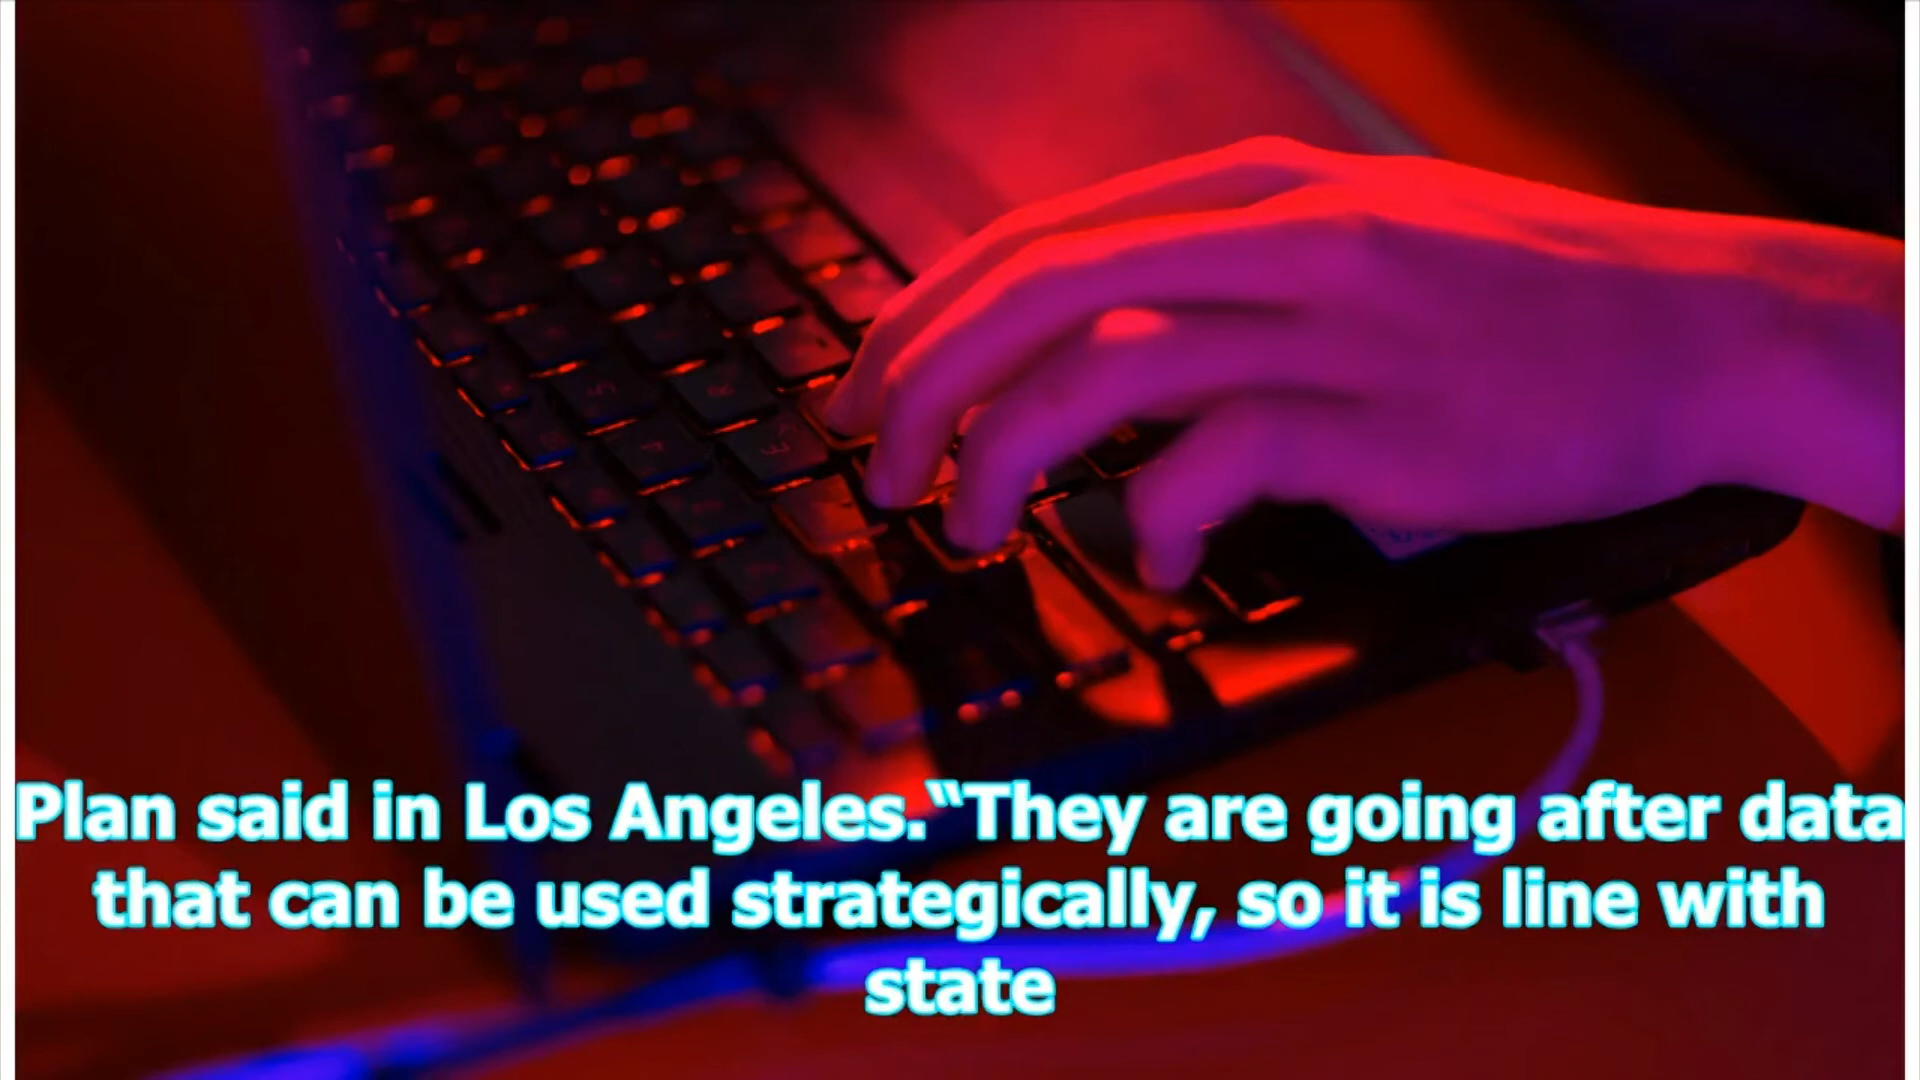 Plan said in Los Angeles.“They are going after data
that can be used strategically, so it is line with
state